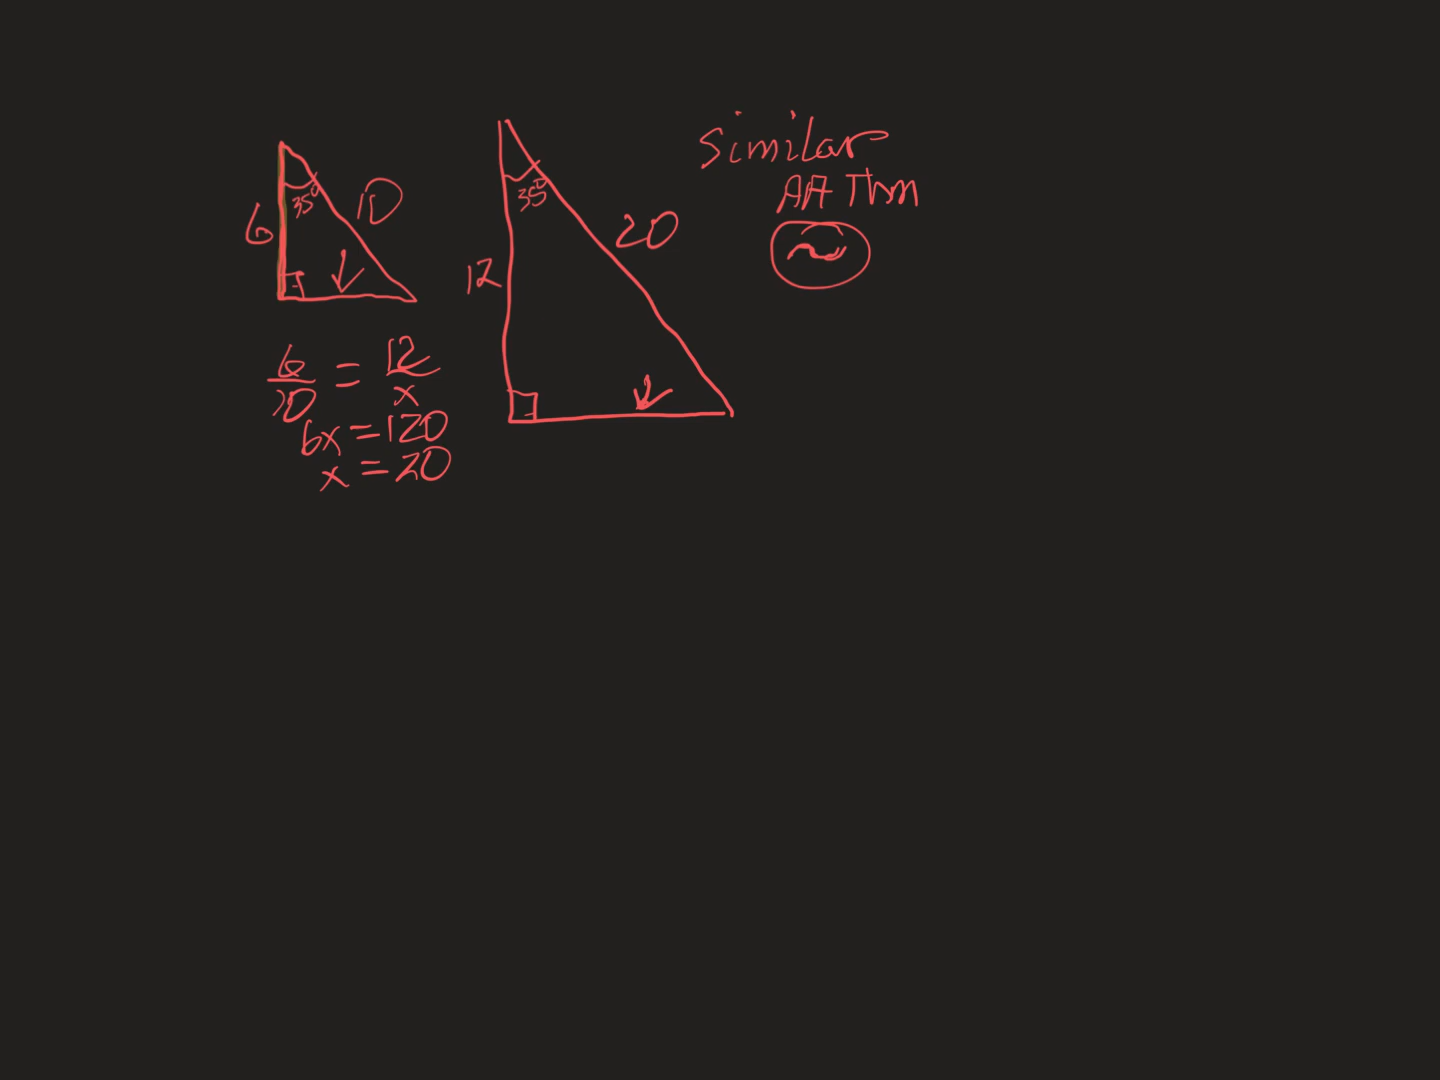 Similar
AA Thm
~
35°
10
6
35°
20
12
6/10 = 12/x
6x = 120
x = 20